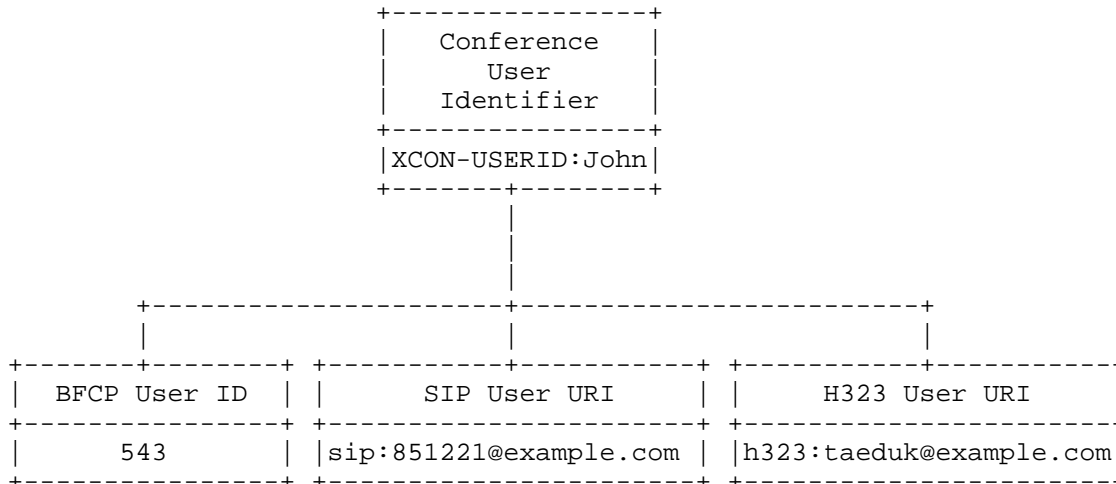 Conference
User
Identifier
XCON-USERID:John
BFCP User ID
SIP User URI
H323 User URI
543
sip:851221@example.com
h323:taeduk@example.com